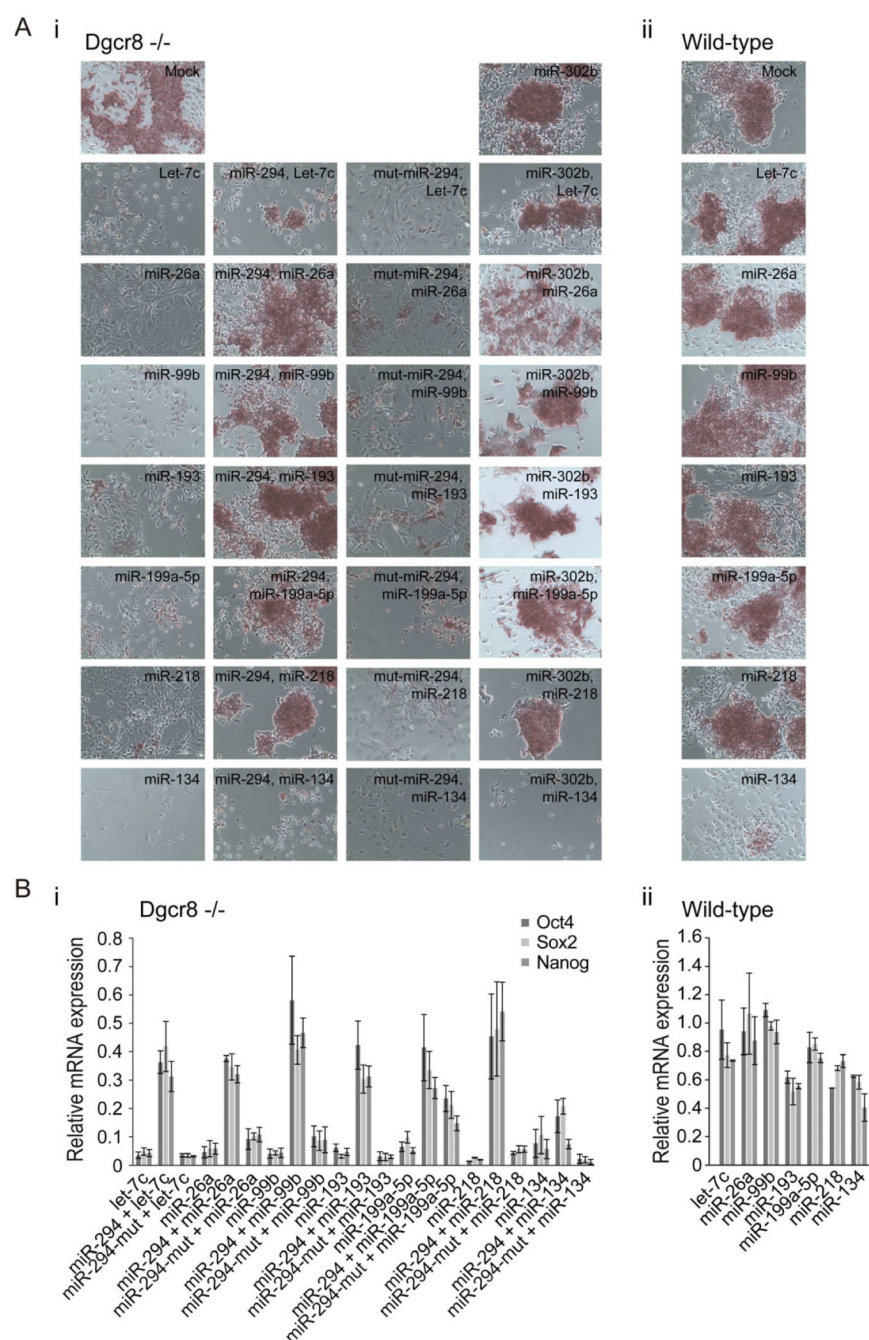 A
i
Dgcr8 -/-
ii
Wild-type
Mock
miR-302b
Mock
Let-7c
miR-294, Let-7c
mut-miR-294,
Let-7c
miR-302b,
Let-7c
Let-7c
miR-26a
miR-294, miR-26a
mut-miR-294,
miR-26a
miR-302b,
miR-26a
miR-26a
miR-99b
miR-294, miR-99b
mut-miR-294,
miR-99b
miR-302b,
miR-99b
miR-99b
miR-193
miR-294, miR-193
mut-miR-294,
miR-193
miR-302b,
miR-193
miR-193
miR-199a-5p
miR-294,
miR-199a-5p
mut-miR-294,
miR-199a-5p
miR-302b,
miR-199a-5p
miR-199a-5p
miR-218
miR-294, miR-218
mut-miR-294,
miR-218
miR-302b,
miR-218
miR-218
miR-134
miR-294, miR-134
mut-miR-294,
miR-134
miR-302b,
miR-134
miR-134
B
i
Dgcr8 -/-
Oct4
Sox2
Nanog
Relative mRNA expression
0.8
0.7
0.6
0.5
0.4
0.3
0.2
0.1
0
let-7c
miR-294 + let-7c
miR-294-mut + let-7c
miR-26a
miR-294 + miR-26a
miR-294-mut + miR-26a
miR-99b
miR-294 + miR-99b
miR-294-mut + miR-99b
miR-193
miR-294 + miR-193
miR-294-mut + miR-193
miR-199a-5p
miR-294 + miR-199a-5p
miR-294-mut + miR-199a-5p
miR-218
miR-294 + miR-218
miR-294-mut + miR-218
miR-134
miR-294 + miR-134
miR-294-mut + miR-134
ii
Wild-type
Relative mRNA expression
1.6
1.4
1.2
1.0
0.8
0.6
0.4
0.2
0
let-7c
miR-26a
miR-99b
miR-193
miR-199a-5p
miR-218
miR-134